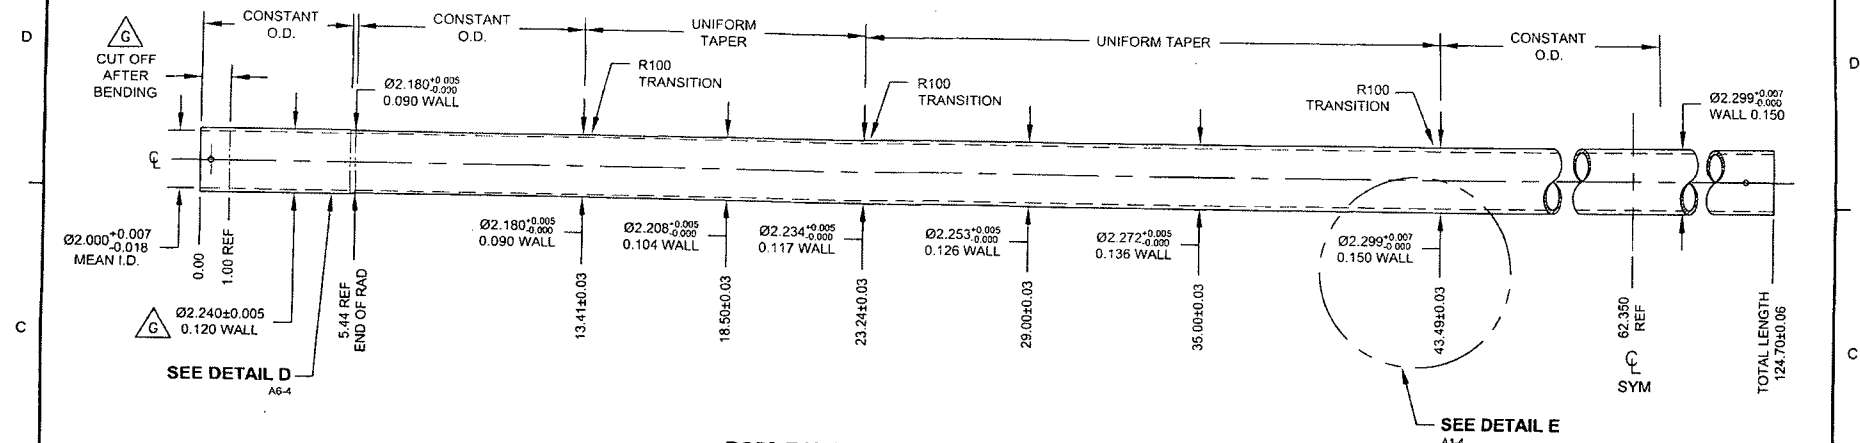 D
G
CUT OFF
AFTER
BENDING
CONSTANT
O.D.
CONSTANT
O.D.
UNIFORM
TAPER
UNIFORM TAPER
CONSTANT
O.D.
D
Ø2.180+0.005-0.000
0.090 WALL
R100
TRANSITION
R100
TRANSITION
R100
TRANSITION
Ø2.299+0.007-0.000
WALL 0.150
Ø2.000+0.007-0.018
MEAN I.D.
0.00
1.00 REF
G
Ø2.240±0.005
0.120 WALL
5.44 REF
END OF RAD
SEE DETAIL D
A6-4
Ø2.180+0.005-0.000
0.090 WALL
13.41±0.03
Ø2.208+0.005-0.000
0.104 WALL
18.50±0.03
Ø2.234+0.005-0.000
0.117 WALL
23.24±0.03
Ø2.253+0.005-0.000
0.126 WALL
29.00±0.03
Ø2.272+0.005-0.000
0.136 WALL
35.00±0.03
Ø2.299+0.007-0.000
0.150 WALL
43.49±0.03
62.350
REF
SYM
TOTAL LENGTH
124.70±0.06
C
C
SEE DETAIL E